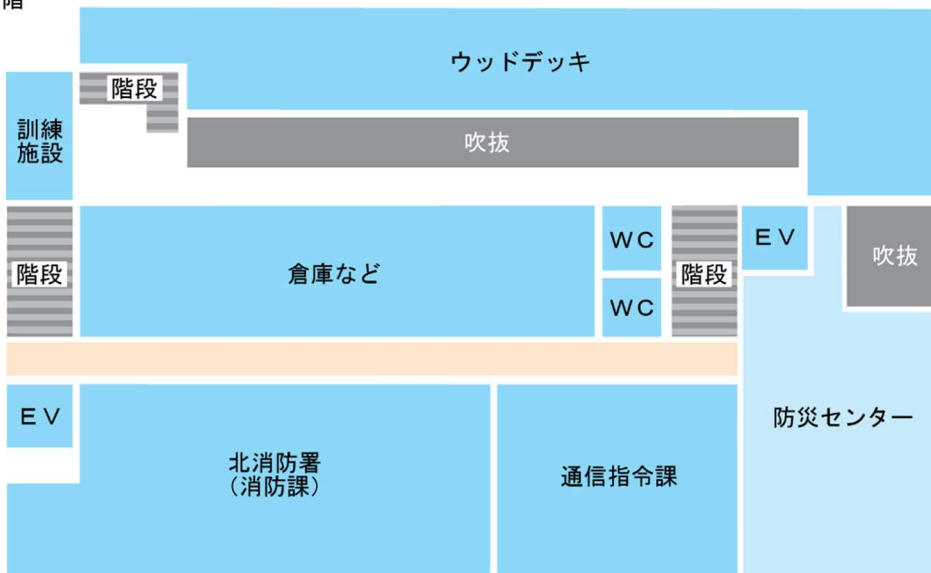 階
ウッドデッキ
階段
訓練
施設
吹抜
階段
倉庫など
WC
WC
階段
EV
吹抜
EV
北消防署
（消防課）
通信指令課
防災センター